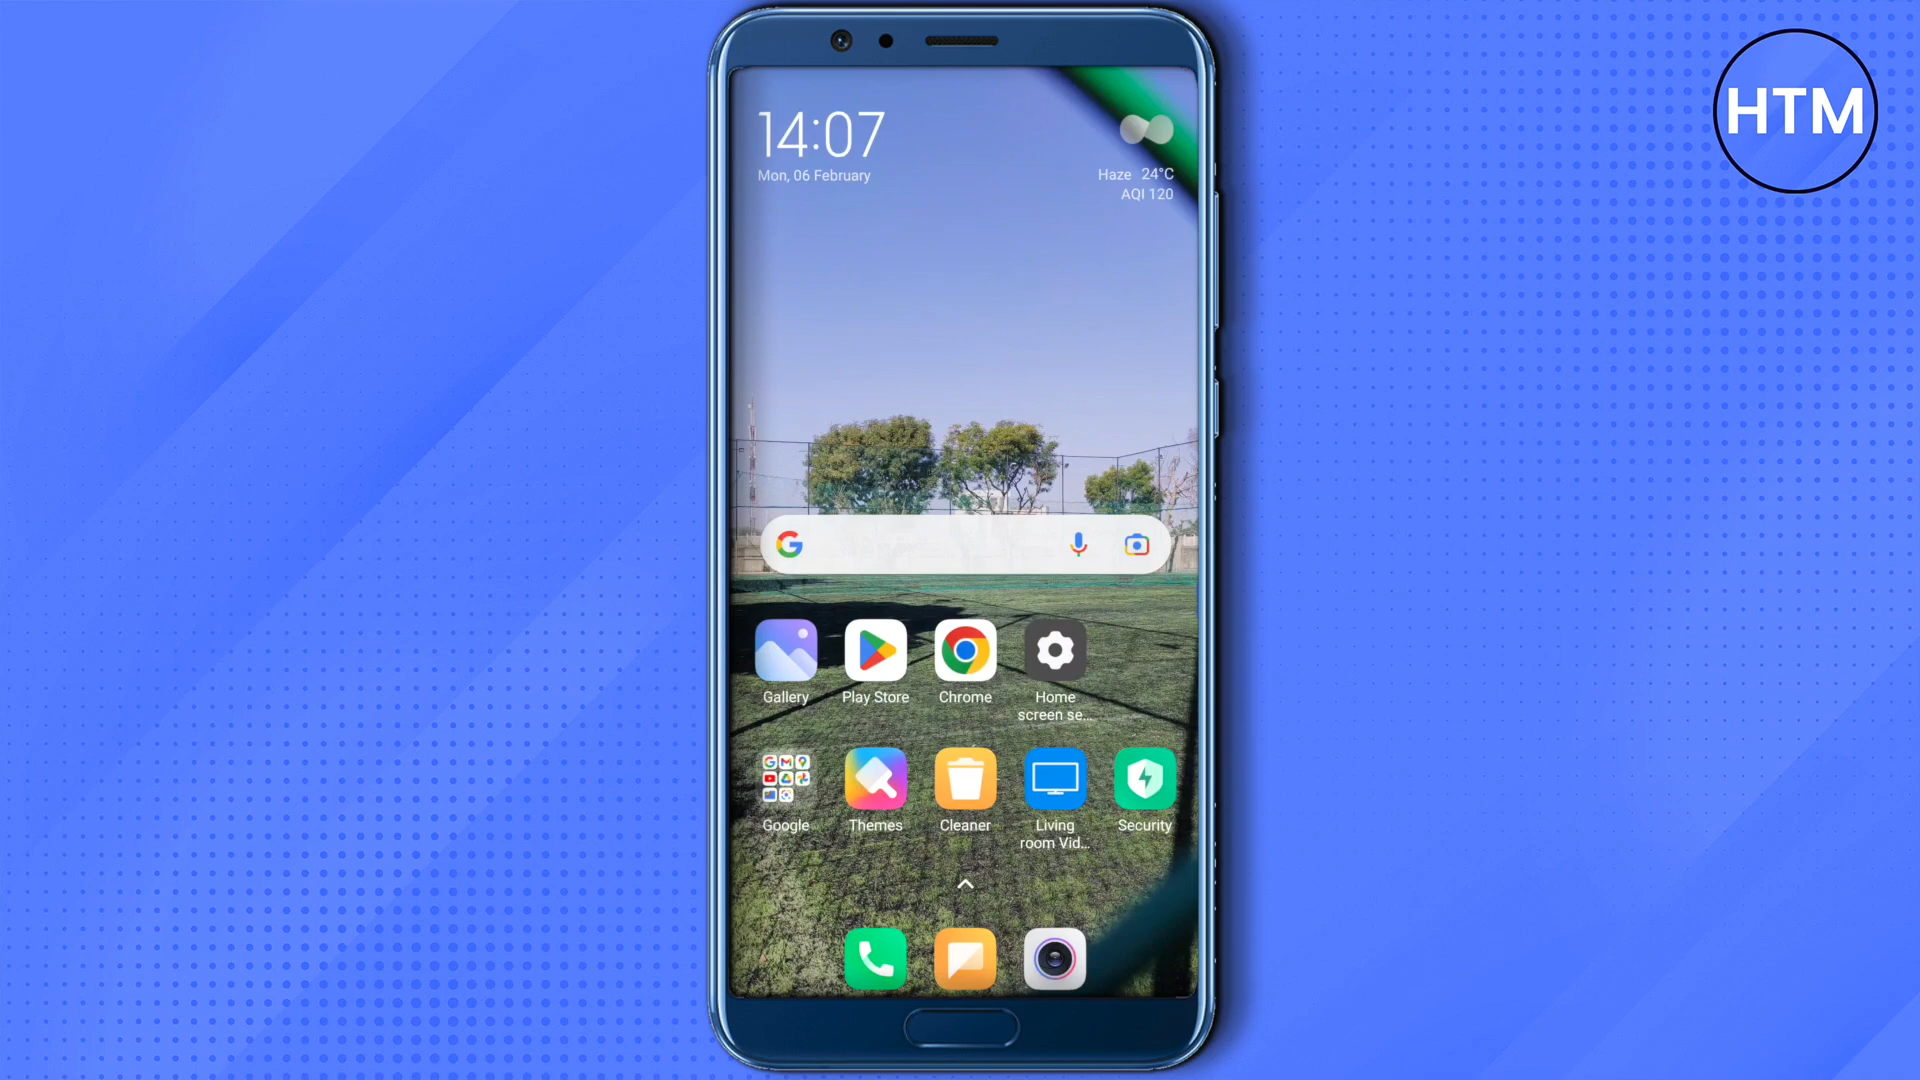 HTM
14:07
Mon, 06 February
Haze 24°C
AQI 120
Gallery
Play Store
Chrome
Home
screen se...
Google
Themes
Cleaner
Living
room Vid...
Security